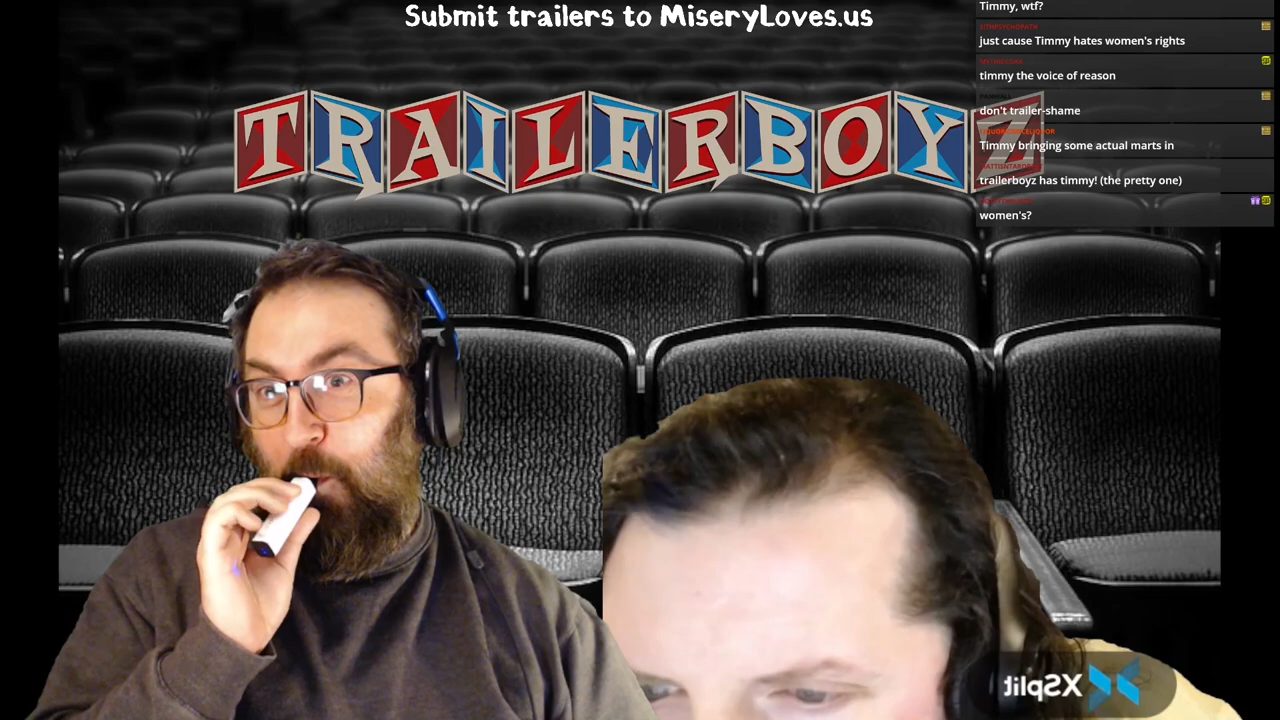 Submit trailers to MiseryLoves.us
TRAILERBOYZ
Timmy, wtf?
just cause Timmy hates women's rights
timmy the voice of reason
don't trailer-shame
Timmy bringing some actual marts in
trailerboyz has timmy! (the pretty one)
women's?
XSplit